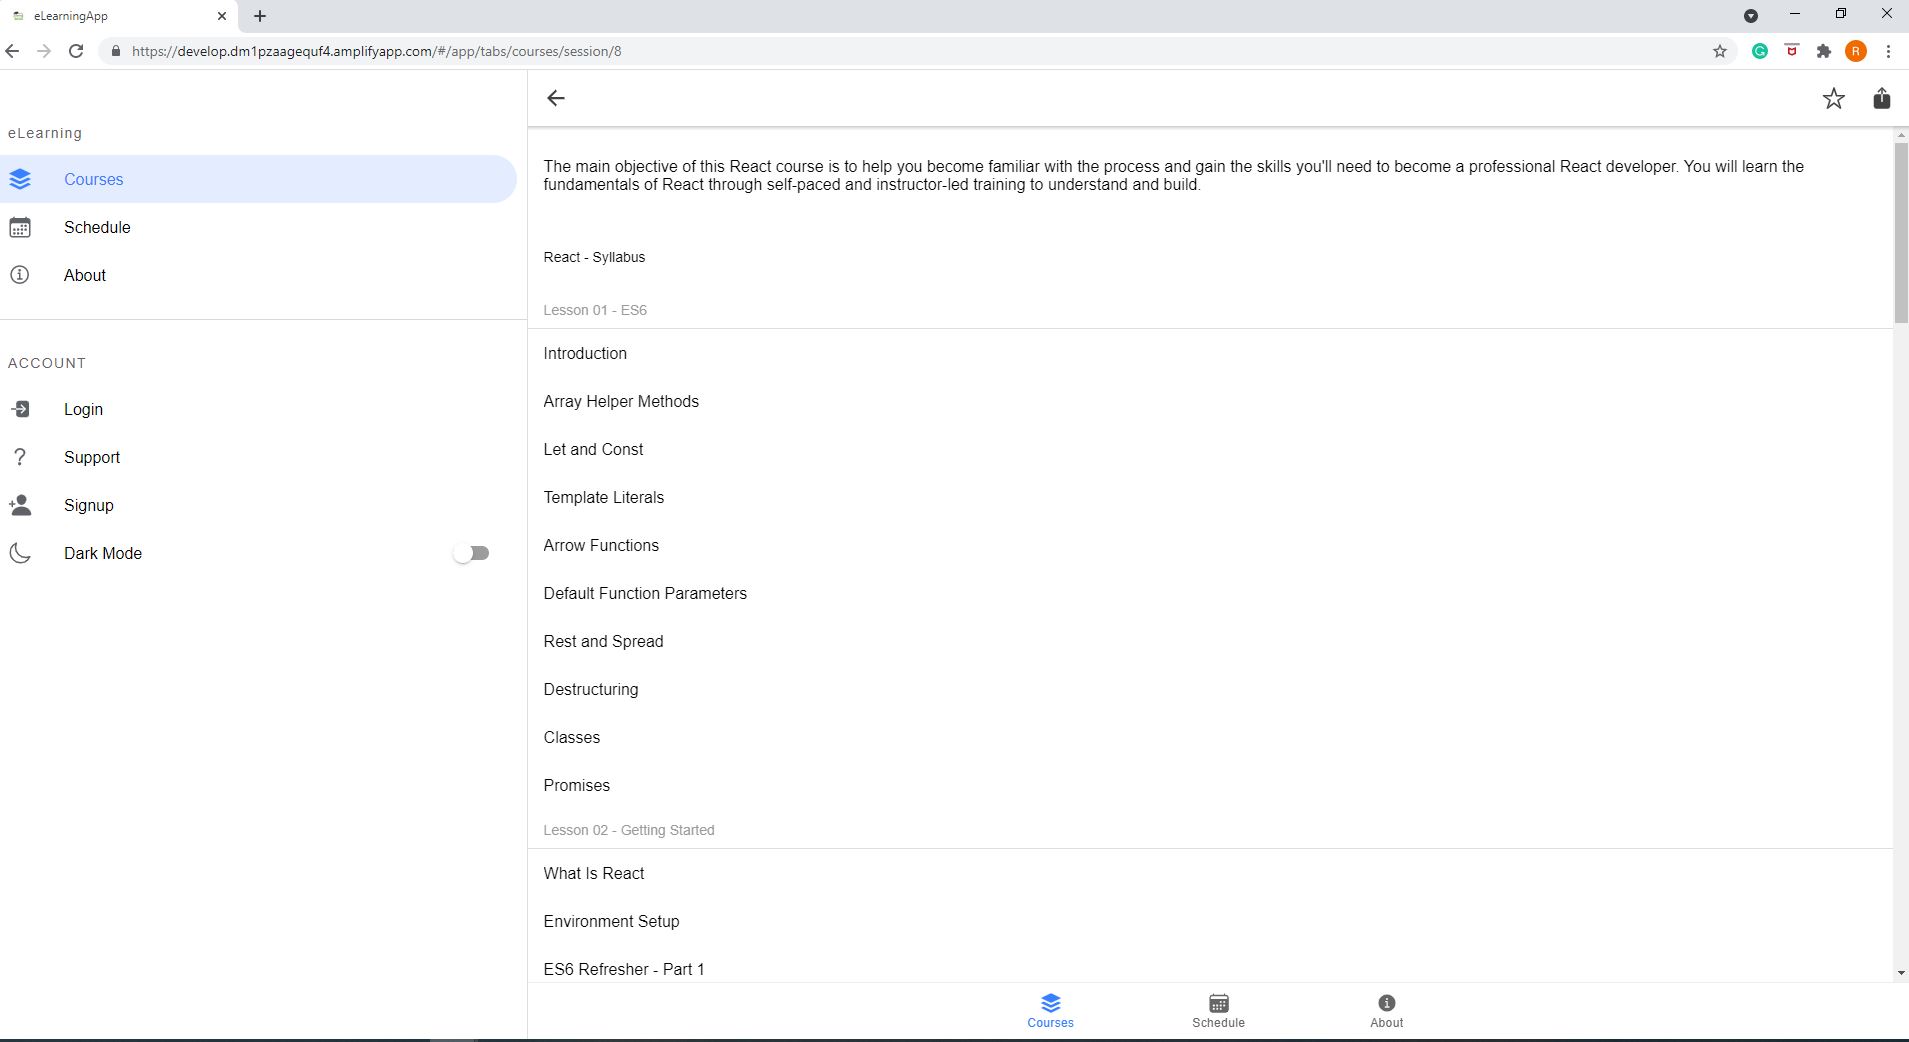 eLearningApp
https://develop.dm1pzaagequf4.amplifyapp.com/#/app/tabs/courses/session/8
R
eLearning
Courses
Schedule
About
ACCOUNT
Login
Support
Signup
Dark Mode
The main objective of this React course is to help you become familiar with the process and gain the skills you'll need to become a professional React developer. You will learn the
fundamentals of React through self-paced and instructor-led training to understand and build.
React - Syllabus
Lesson 01 - ES6
Introduction
Array Helper Methods
Let and Const
Template Literals
Arrow Functions
Default Function Parameters
Rest and Spread
Destructuring
Classes
Promises
Lesson 02 - Getting Started
What Is React
Environment Setup
ES6 Refresher - Part 1
Courses
Schedule
About